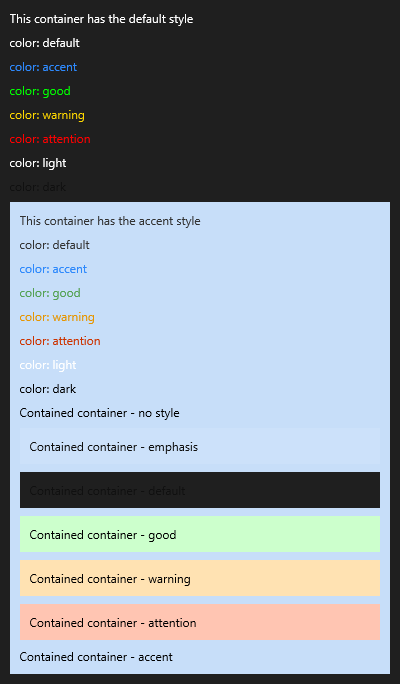 This container has the default style
color: default
color: accent
color: good
color: warning
color: attention
color: light
color: dark
This container has the accent style
color: default
color: accent
color: good
color: warning
color: attention
color: light
color: dark
Contained container - no style
Contained container - emphasis
Contained container - default
Contained container - good
Contained container - warning
Contained container - attention
Contained container - accent